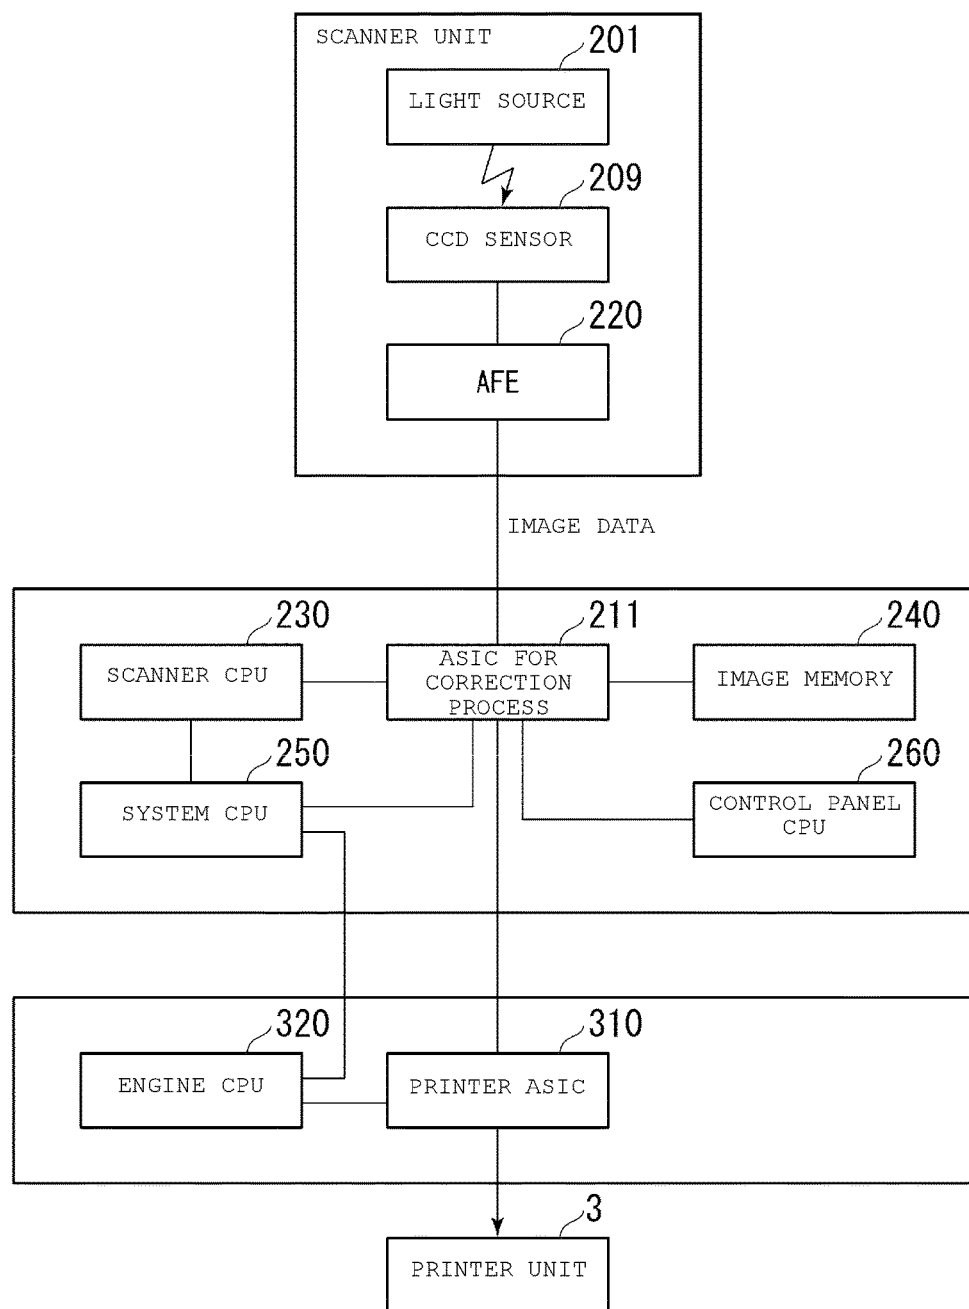 SCANNER UNIT
201
LIGHT SOURCE
209
CCD SENSOR
220
AFE
IMAGE DATA
230
SCANNER CPU
211
ASIC FOR
CORRECTION
PROCESS
240
IMAGE MEMORY
250
SYSTEM CPU
260
CONTROL PANEL
CPU
320
ENGINE CPU
310
PRINTER ASIC
3
PRINTER UNIT